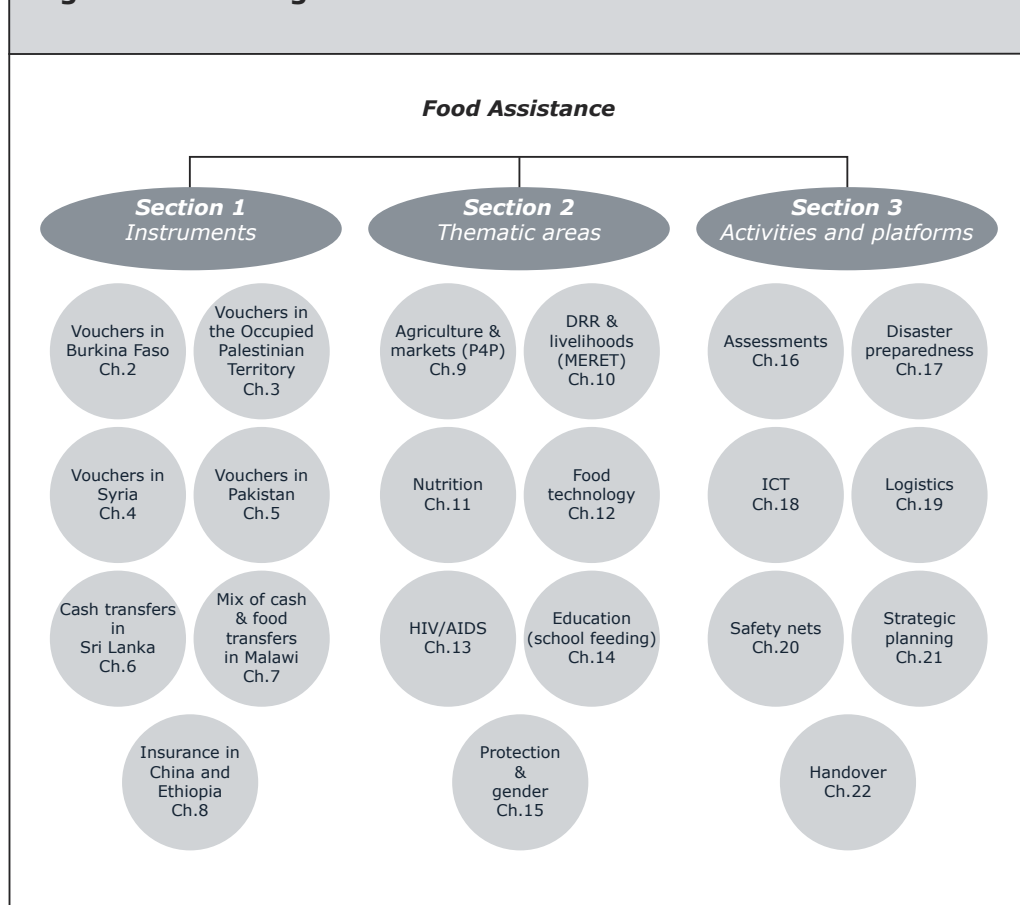 Food Assistance
Section 1
Instruments
Vouchers in
Burkina Faso
Ch.2
Vouchers in
the Occupied
Palestinian
Territory
Ch.3
Vouchers in
Syria
Ch.4
Vouchers in
Pakistan
Ch.5
Cash transfers
in
Sri Lanka
Ch.6
Mix of cash
& food
transfers
in Malawi
Ch.7
Insurance in
China and
Ethiopia
Ch.8
Section 2
Thematic areas
Agriculture &
markets (P4P)
Ch.9
DRR &
livelihoods
(MERET)
Ch.10
Nutrition
Ch.11
Food
technology
Ch.12
HIV/AIDS
Ch.13
Education
(school feeding)
Ch.14
Protection
&
gender
Ch.15
Section 3
Activities and platforms
Assessments
Ch.16
Disaster
preparedness
Ch.17
ICT
Ch.18
Logistics
Ch.19
Safety nets
Ch.20
Strategic
planning
Ch.21
Handover
Ch.22